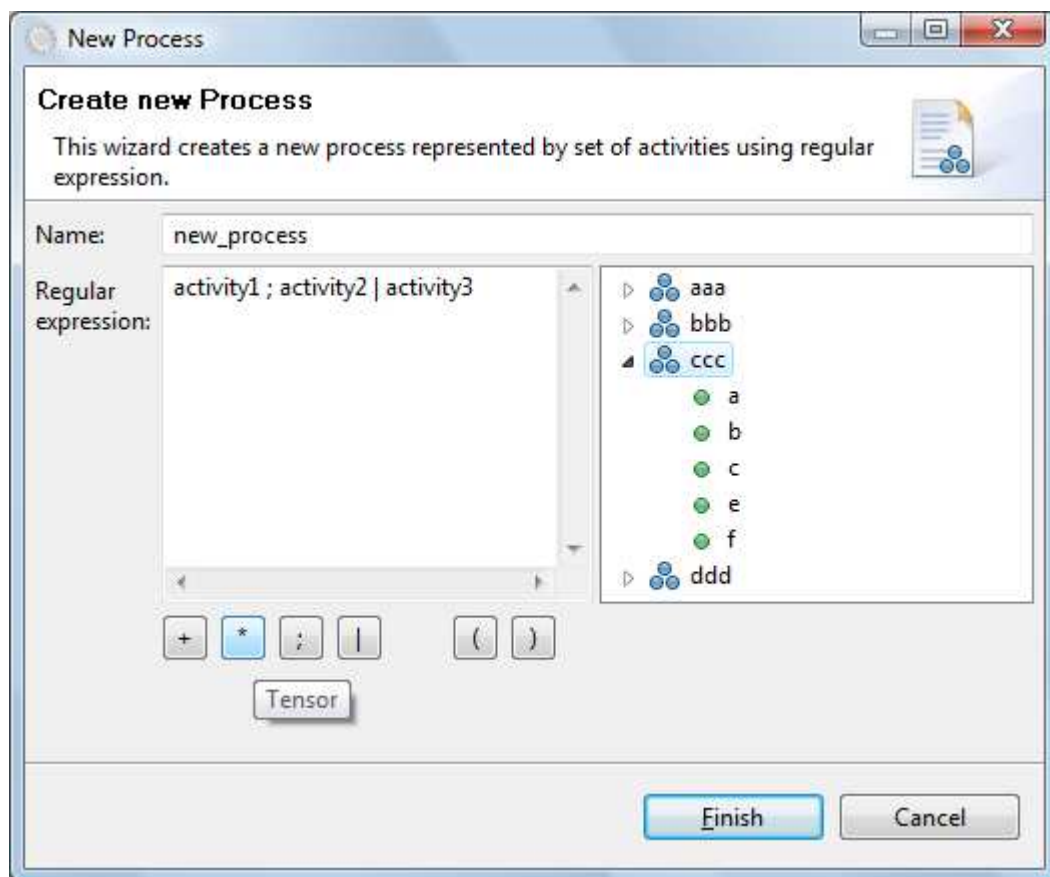 New Process
Create new Process
This wizard creates a new process represented by set of activities using regular
expression.
Name:
new_process
Regular
expression:
activity1 ; activity2 | activity3
aaa
bbb
ccc
a
b
c
e
f
ddd
+ * ; | ( )
Tensor
Finish
Cancel